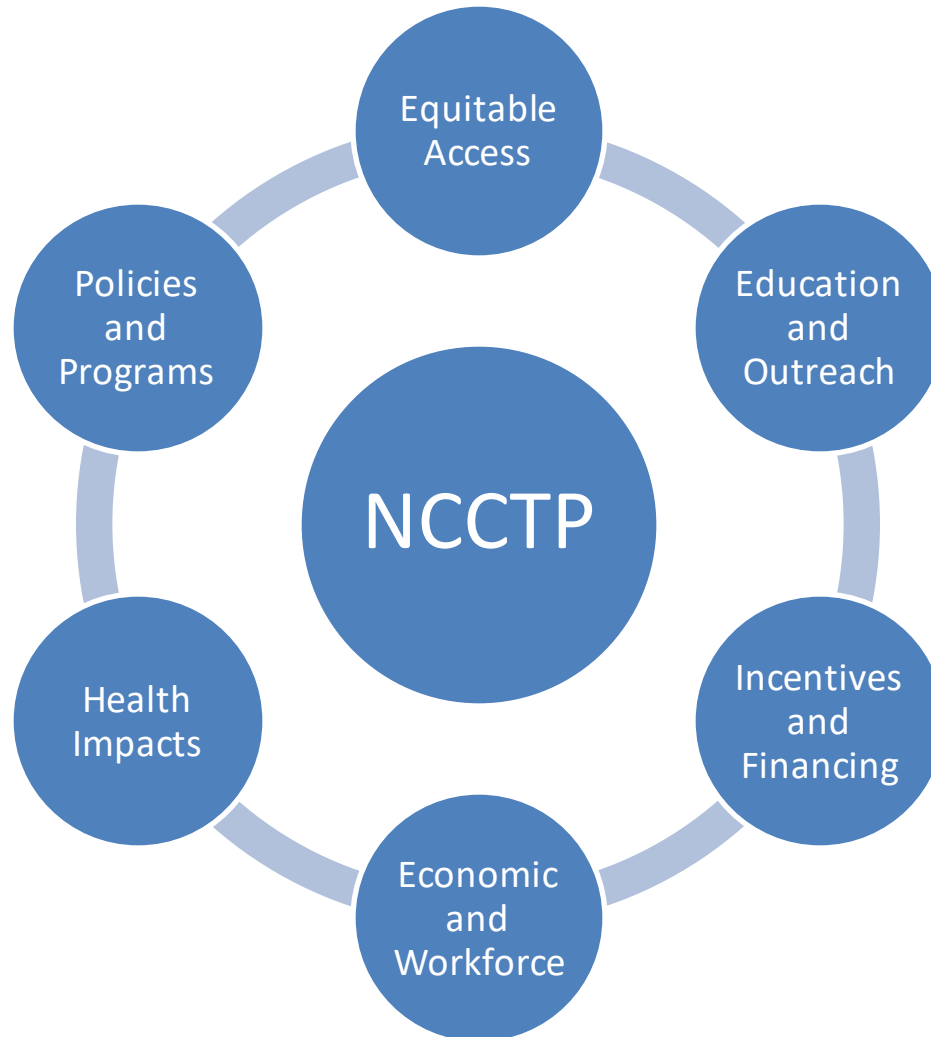 Equitable
Access
Education
and
Outreach
Incentives
and
Financing
Economic
and
Workforce
Health
Impacts
Policies
and
Programs
NCCTP